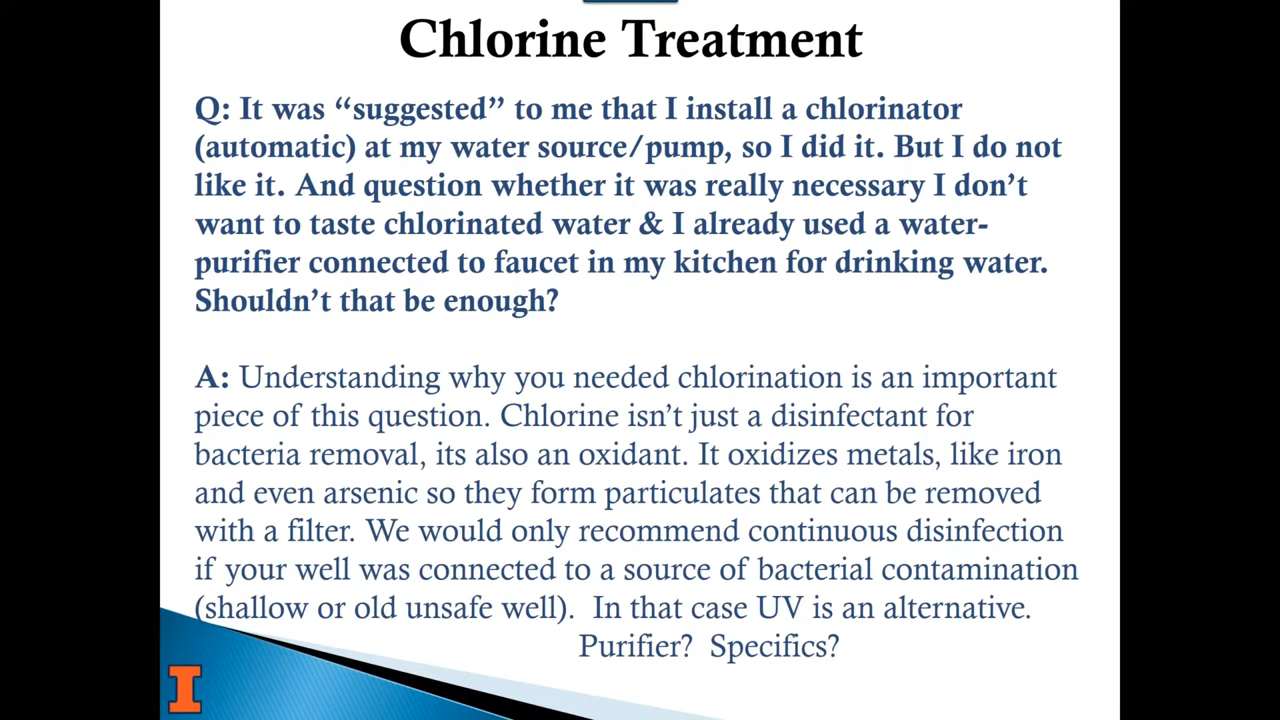 Chlorine Treatment
Q: It was “suggested” to me that I install a chlorinator
(automatic) at my water source/pump, so I did it. But I do not
like it. And question whether it was really necessary I don’t
want to taste chlorinated water & I already used a water-
purifier connected to faucet in my kitchen for drinking water.
Shouldn’t that be enough?
A: Understanding why you needed chlorination is an important
piece of this question. Chlorine isn’t just a disinfectant for
bacteria removal, its also an oxidant. It oxidizes metals, like iron
and even arsenic so they form particulates that can be removed
with a filter. We would only recommend continuous disinfection
if your well was connected to a source of bacterial contamination
(shallow or old unsafe well). In that case UV is an alternative.
Purifier? Specifics?
I